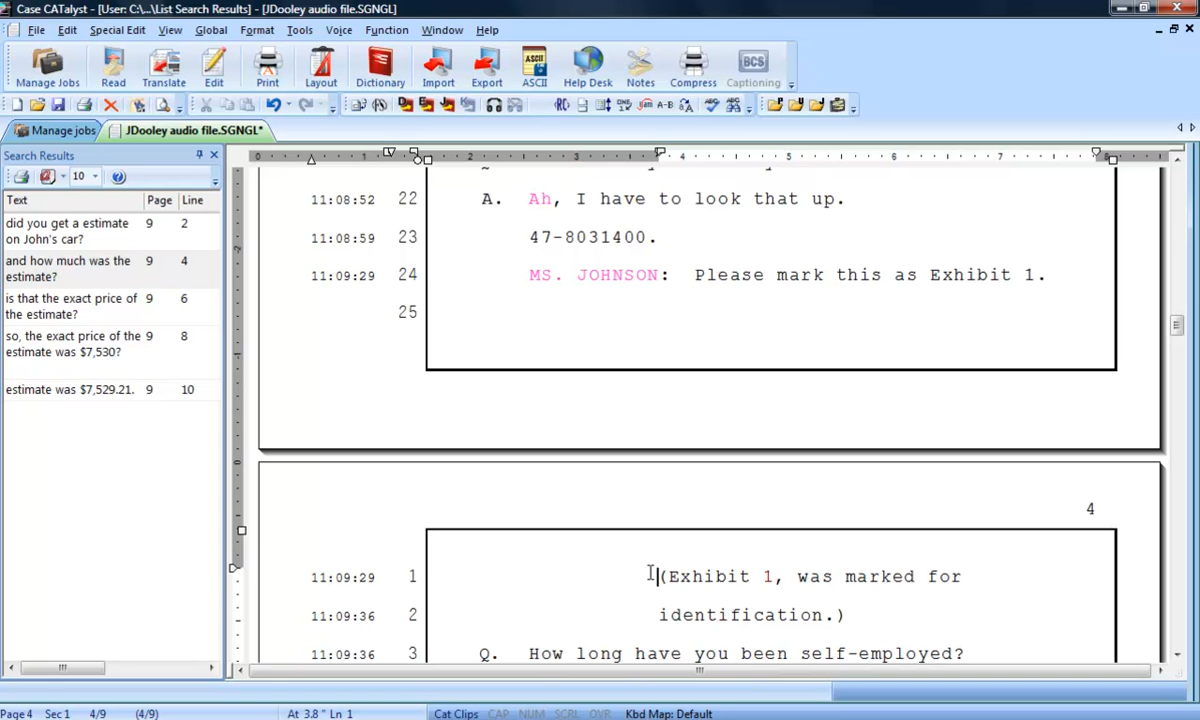 Case CATalyst - [User: C:\...\List Search Results] - [JDooley audio file.SGNGL]
File Edit Special Edit View Global Format Tools Voice Function Window Help
Manage Jobs Read Translate Edit Print Layout Dictionary Import Export ASCII Help Desk Notes Compress Captioning
Manage jobs JDooley audio file.SGNGL*
Search Results
10
Text Page Line
did you get a estimate on John's car? 9 2
and how much was the estimate? 9 4
is that the exact price of the estimate? 9 6
so, the exact price of the estimate was $7,530? 9 8
estimate was $7,529.21. 9 10
0 1 2 3 4 5 6 7 8
11:08:52 22 A. Ah, I have to look that up.
11:08:59 23 47-8031400.
11:09:29 24 MS. JOHNSON: Please mark this as Exhibit 1.
25
4
11:09:29 1 (Exhibit 1, was marked for
11:09:36 2 identification.)
11:09:36 3 Q. How long have you been self-employed?
Page 4 Sec 1 4/9 (4/9) At 3.8 " Ln 1 Cat Clips CAP NUM SCRL OVR Kbd Map: Default